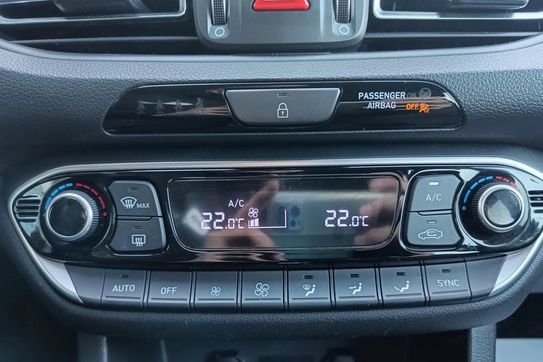 PASSENGER ON
AIRBAG OFF
A/C
22.0°C
22.0°C
MAX
A/C
AUTO
OFF
SYNC